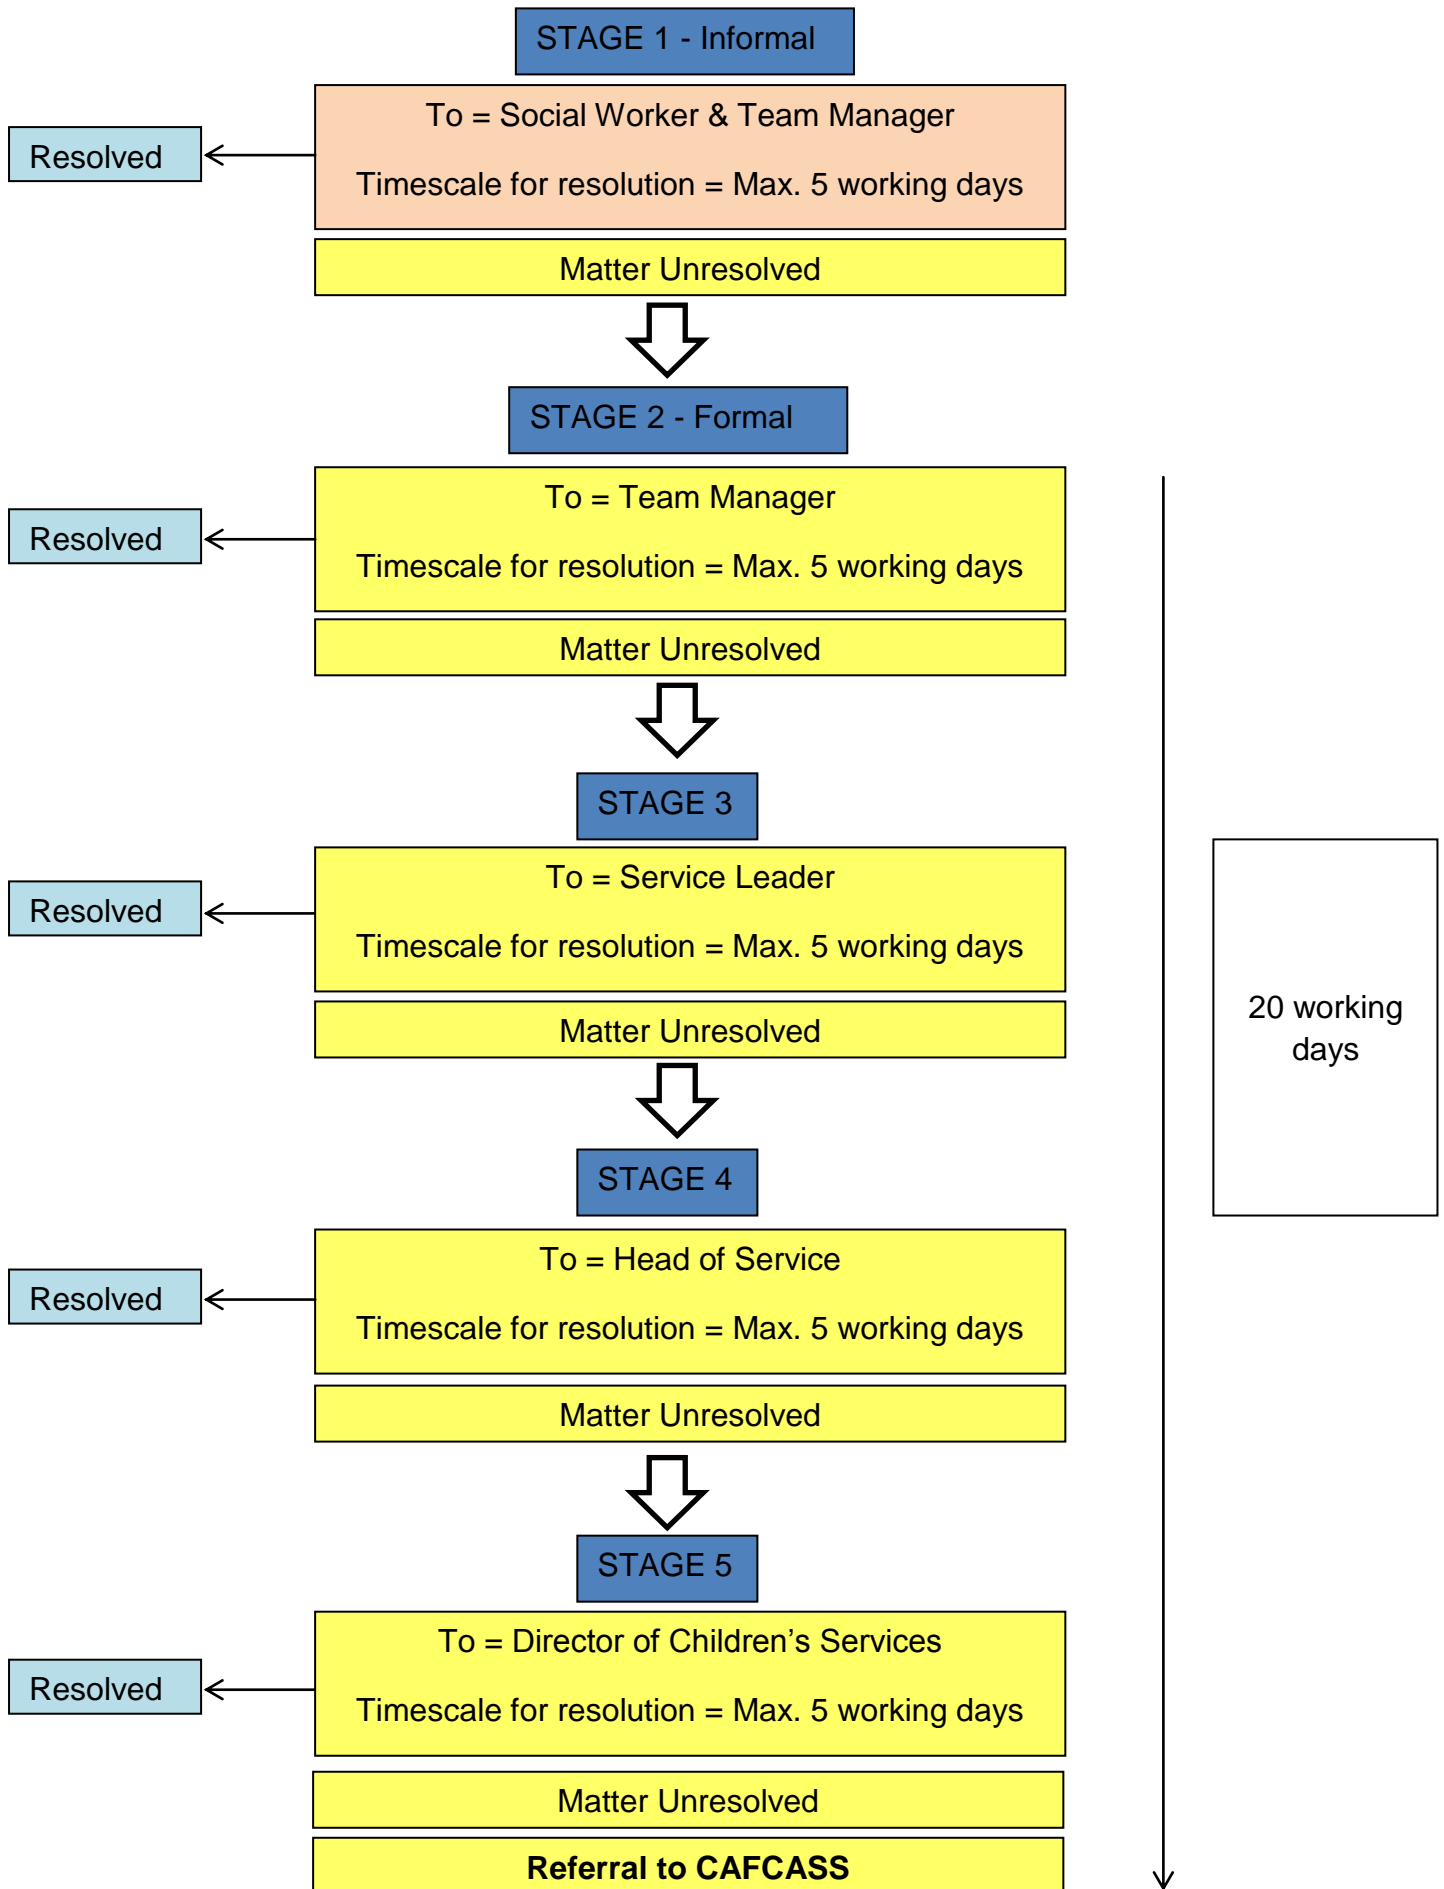 STAGE 1 - Informal
To = Social Worker & Team Manager
Resolved
Timescale for resolution = Max. 5 working days
Matter Unresolved
STAGE 2 - Formal
To = Team Manager
Resolved
Timescale for resolution = Max. 5 working days
Matter Unresolved
STAGE 3
To = Service Leader
Resolved
Timescale for resolution = Max. 5 working days
Matter Unresolved
20 working
days
STAGE 4
To = Head of Service
Resolved
Timescale for resolution = Max. 5 working days
Matter Unresolved
STAGE 5
To = Director of Children’s Services
Resolved
Timescale for resolution = Max. 5 working days
Matter Unresolved
Referral to CAFCASS